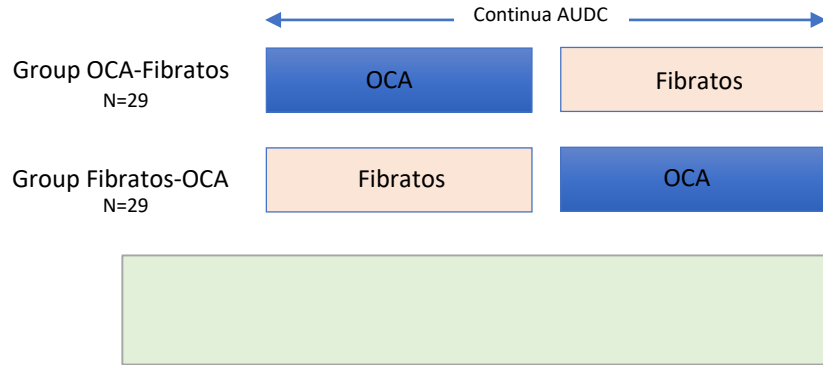 Continua AUDC
Group OCA-Fibratos
N=29
OCA
Fibratos
Group Fibratos-OCA
N=29
Fibratos
OCA